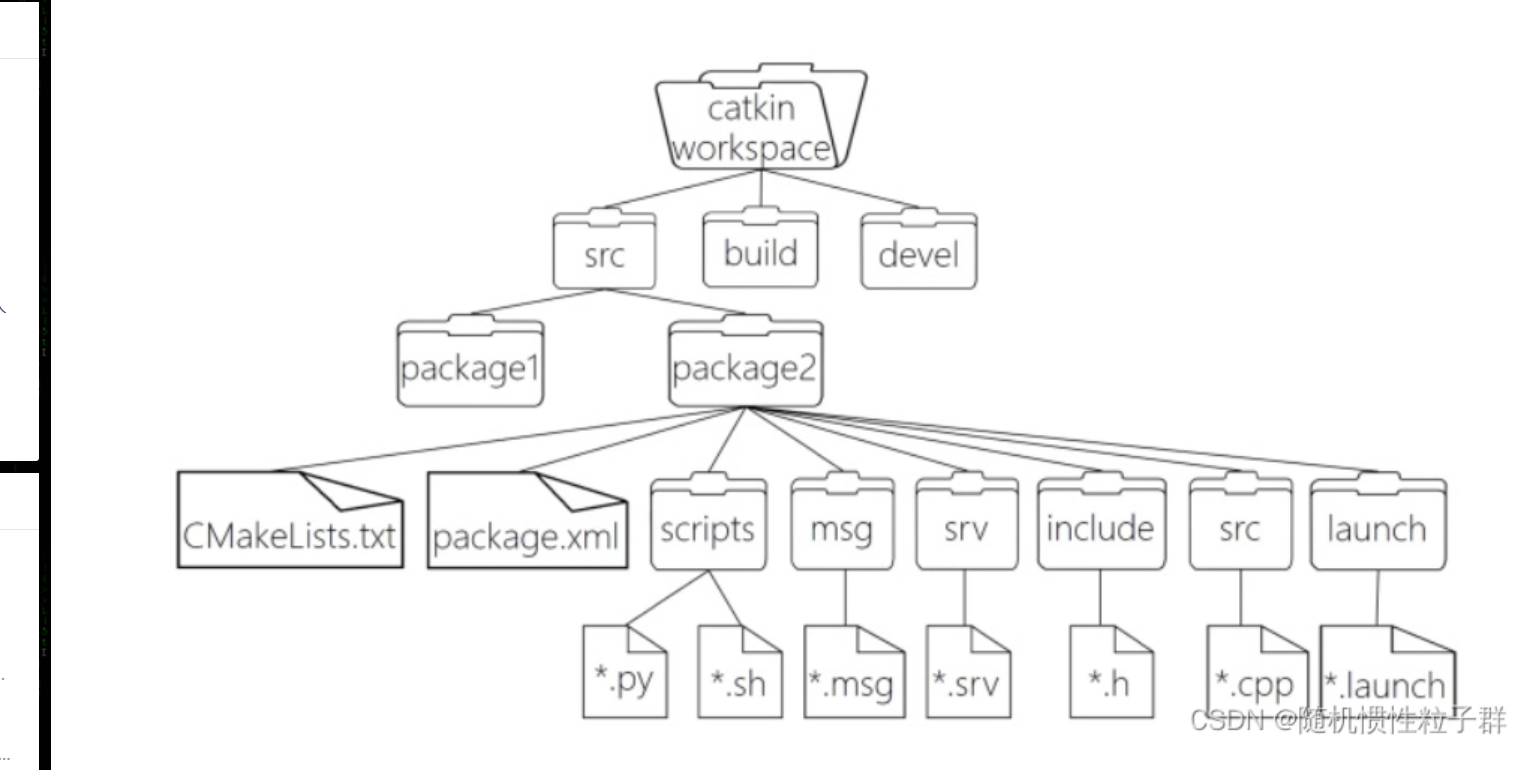 catkin
workspace
src
build
devel
package1
package2
CMakeLists.txt
package.xml
scripts
msg
srv
include
src
launch
*.py
*.sh
*.msg
*.srv
*.h
*.cpp
*.launch
CSDN @随机惯性粒子群